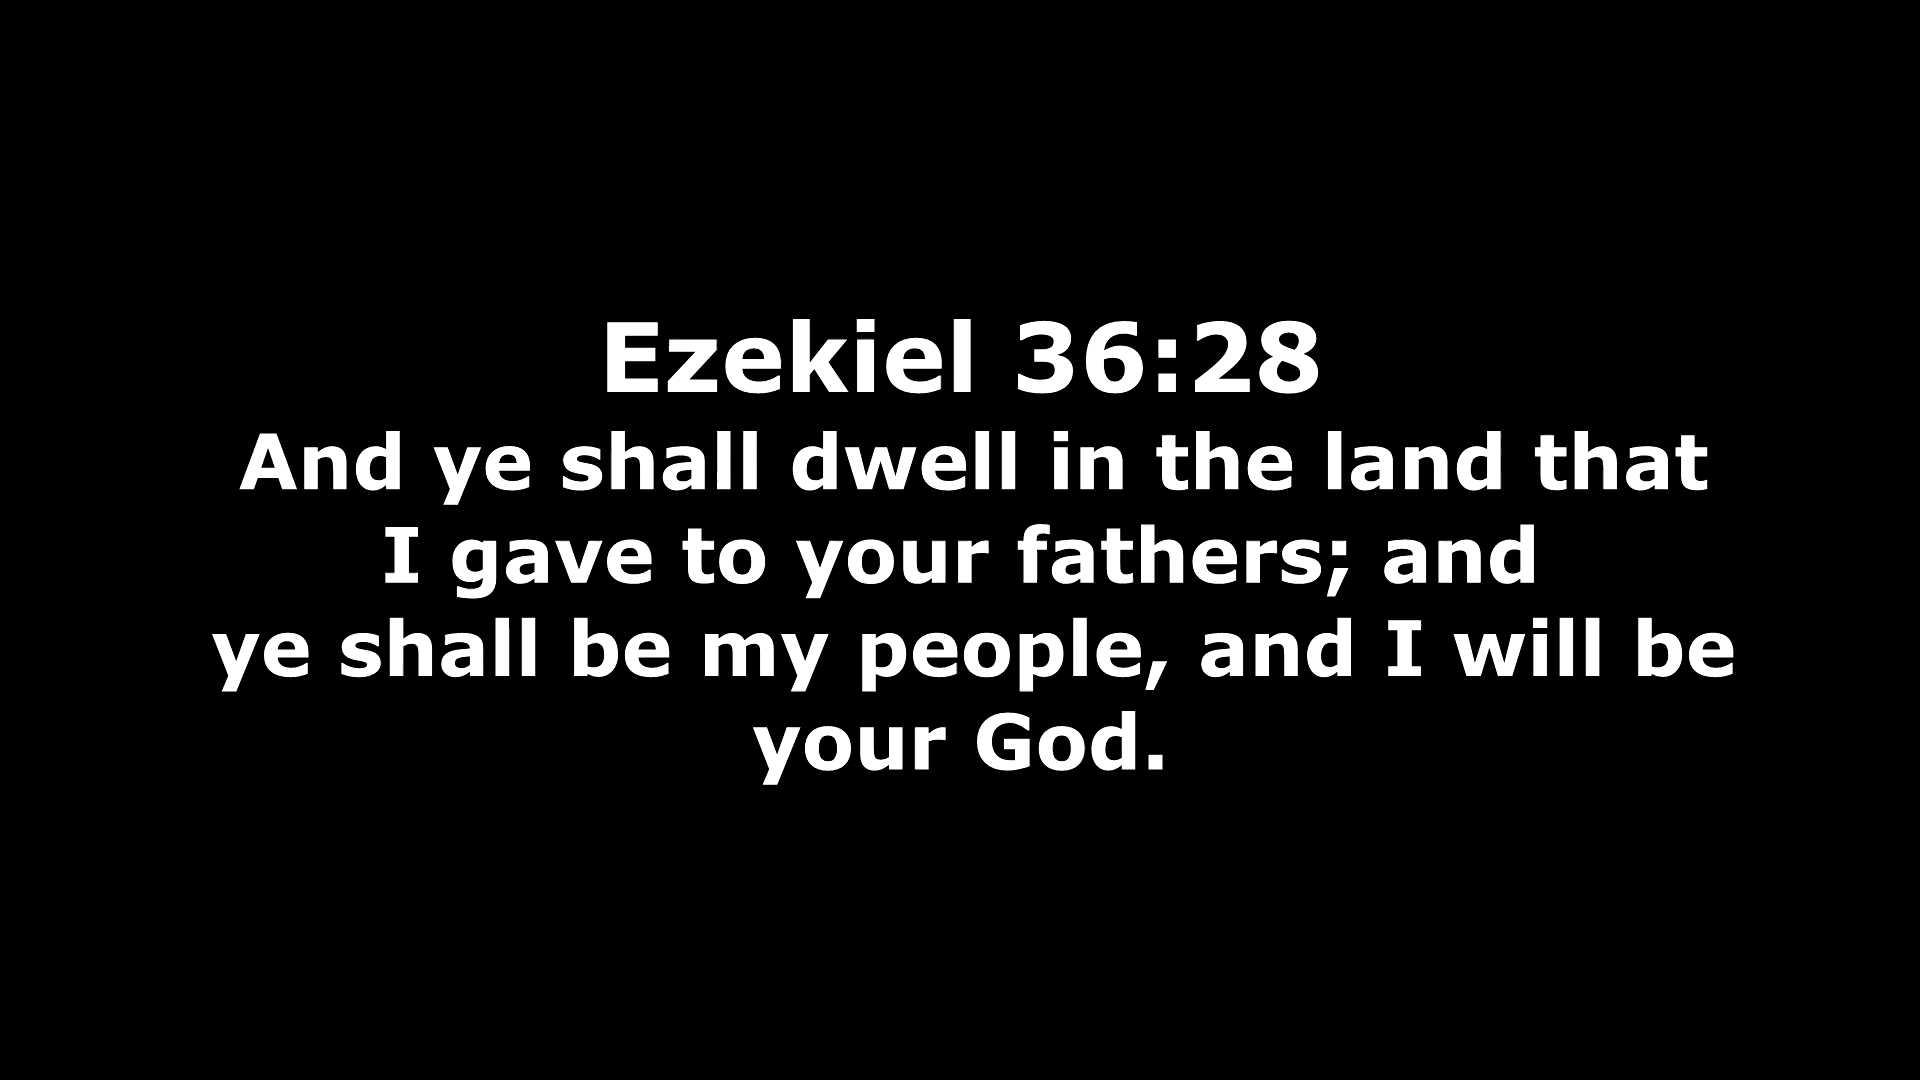 Ezekiel 36:28
And ye shall dwell in the land that
I gave to your fathers; and
ye shall be my people, and I will be
your God.